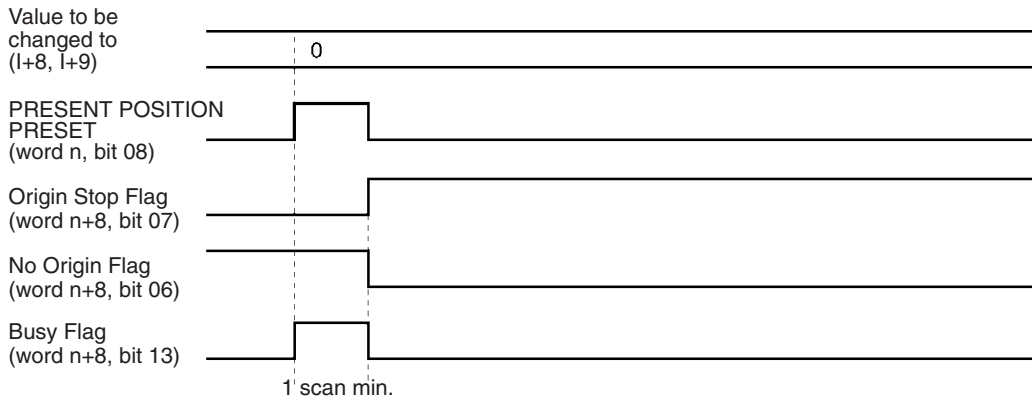 Value to be
changed to
(I+8, I+9)
0
PRESENT POSITION
PRESET
(word n, bit 08)
Origin Stop Flag
(word n+8, bit 07)
No Origin Flag
(word n+8, bit 06)
Busy Flag
(word n+8, bit 13)
1 scan min.